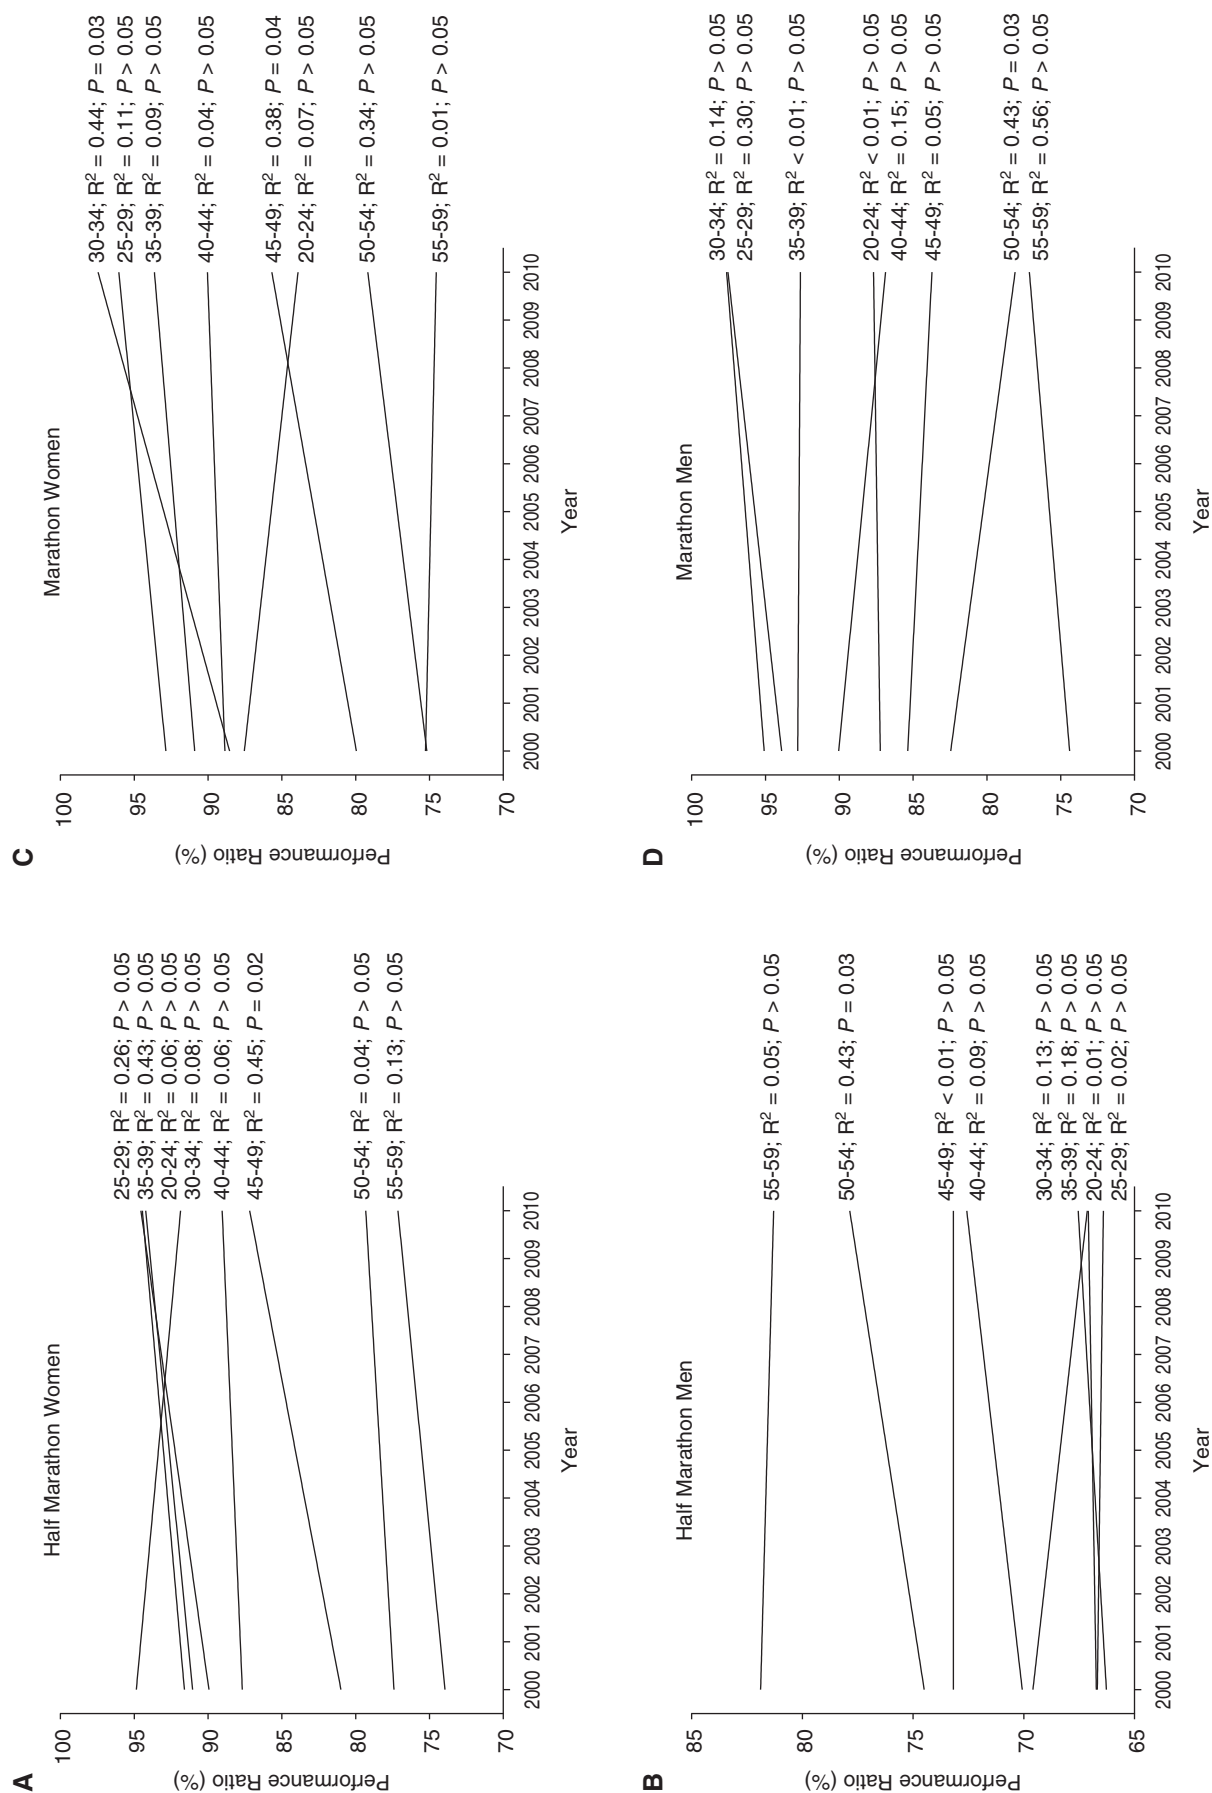 A
Half Marathon Women
Performance Ratio (%)
100
95
90
85
80
75
70
2000 2001 2002 2003 2004 2005 2006 2007 2008 2009 2010
Year
25-29; R² = 0.26; P > 0.05
35-39; R² = 0.43; P > 0.05
20-24; R² = 0.06; P > 0.05
30-34; R² = 0.08; P > 0.05
40-44; R² = 0.06; P > 0.05
45-49; R² = 0.45; P = 0.02
50-54; R² = 0.04; P > 0.05
55-59; R² = 0.13; P > 0.05
C
Marathon Women
Performance Ratio (%)
100
95
90
85
80
75
70
2000 2001 2002 2003 2004 2005 2006 2007 2008 2009 2010
Year
30-34; R² = 0.44; P = 0.03
25-29; R² = 0.11; P > 0.05
35-39; R² = 0.09; P > 0.05
40-44; R² = 0.04; P > 0.05
45-49; R² = 0.38; P = 0.04
20-24; R² = 0.07; P > 0.05
50-54; R² = 0.34; P > 0.05
55-59; R² = 0.01; P > 0.05
B
Half Marathon Men
Performance Ratio (%)
85
80
75
70
65
2000 2001 2002 2003 2004 2005 2006 2007 2008 2009 2010
Year
55-59; R² = 0.05; P > 0.05
50-54; R² = 0.43; P = 0.03
45-49; R² < 0.01; P > 0.05
40-44; R² = 0.09; P > 0.05
30-34; R² = 0.13; P > 0.05
35-39; R² = 0.18; P > 0.05
20-24; R² = 0.01; P > 0.05
25-29; R² = 0.02; P > 0.05
D
Marathon Men
Performance Ratio (%)
100
95
90
85
80
75
70
2000 2001 2002 2003 2004 2005 2006 2007 2008 2009 2010
Year
30-34; R² = 0.14; P > 0.05
25-29; R² = 0.30; P > 0.05
35-39; R² < 0.01; P > 0.05
20-24; R² < 0.01; P > 0.05
40-44; R² = 0.15; P > 0.05
45-49; R² = 0.05; P > 0.05
50-54; R² = 0.43; P = 0.03
55-59; R² = 0.56; P > 0.05